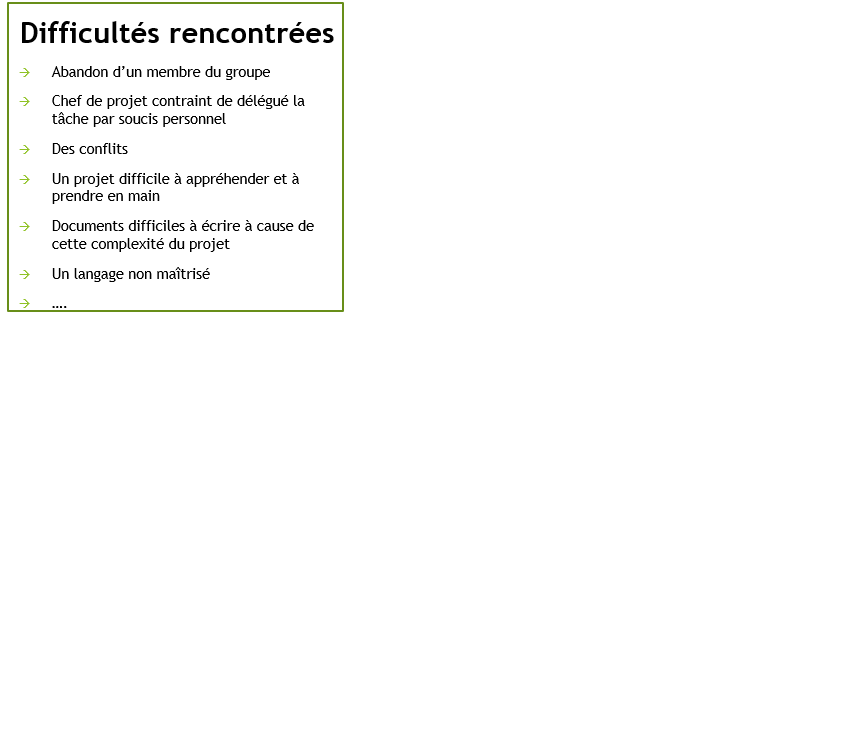 Difficultés rencontrées
→ Abandon d’un membre du groupe
→ Chef de projet contraint de délégué la
tâche par soucis personnel
→ Des conflits
→ Un projet difficile à appréhender et à
prendre en main
→ Documents difficiles à écrire à cause de
cette complexité du projet
→ Un langage non maîtrisé
→ ....